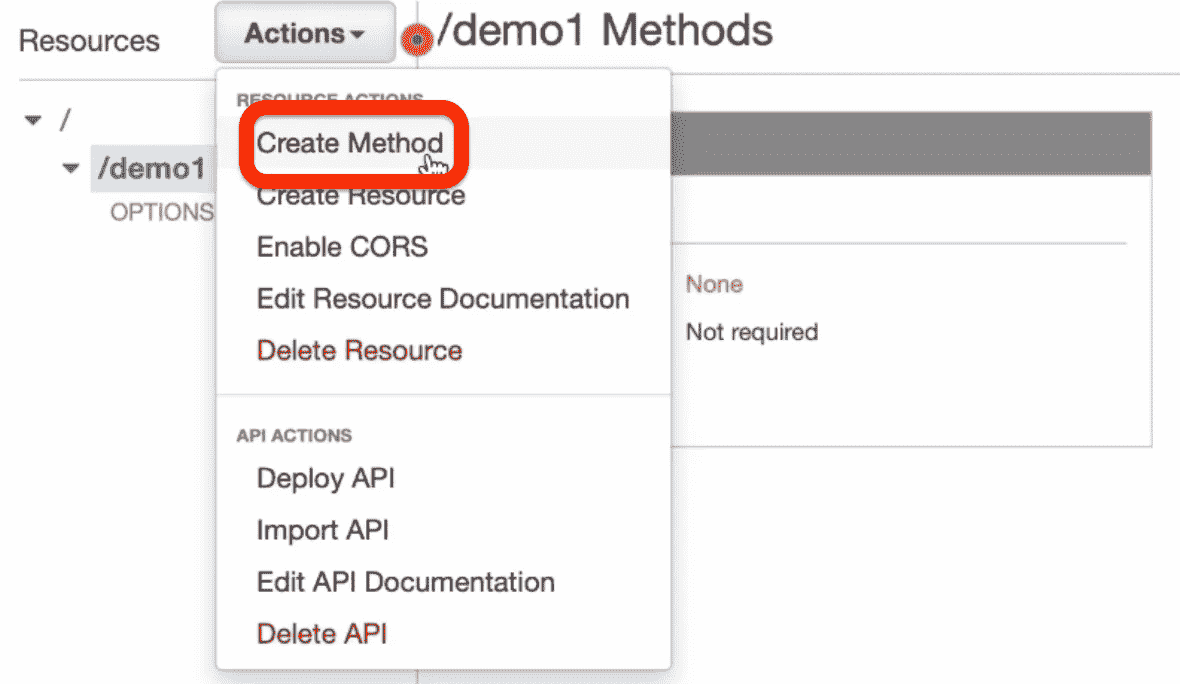 Resources
Actions
/demo1 Methods
RESOURCE ACTIONS
/
Create Method
/demo1
Create Resource
OPTIONS
Enable CORS
None
Edit Resource Documentation
Not required
Delete Resource
API ACTIONS
Deploy API
Import API
Edit API Documentation
Delete API